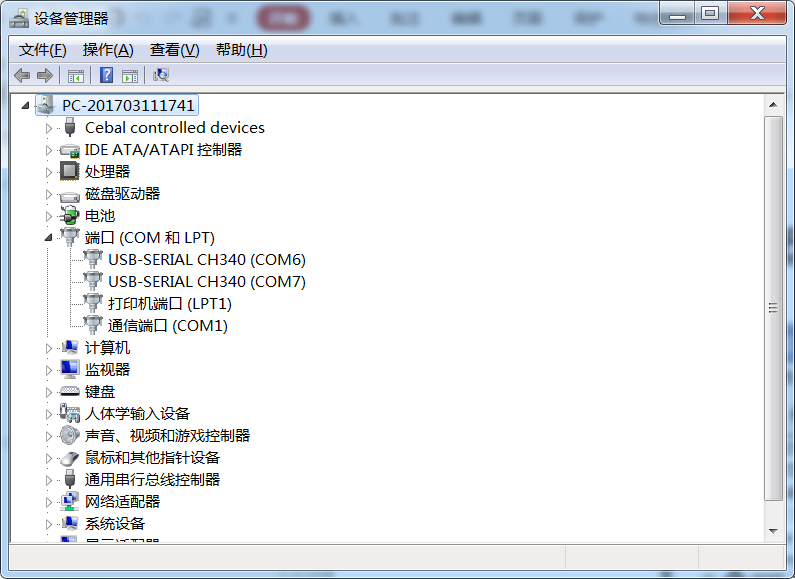 设备管理器
文件(F) 操作(A) 查看(V) 帮助(H)
PC-201703111741
Cebal controlled devices
IDE ATA/ATAPI 控制器
处理器
磁盘驱动器
电池
端口 (COM 和 LPT)
USB-SERIAL CH340 (COM6)
USB-SERIAL CH340 (COM7)
打印机端口 (LPT1)
通信端口 (COM1)
计算机
监视器
键盘
人体学输入设备
声音、视频和游戏控制器
鼠标和其他指针设备
通用串行总线控制器
网络适配器
系统设备